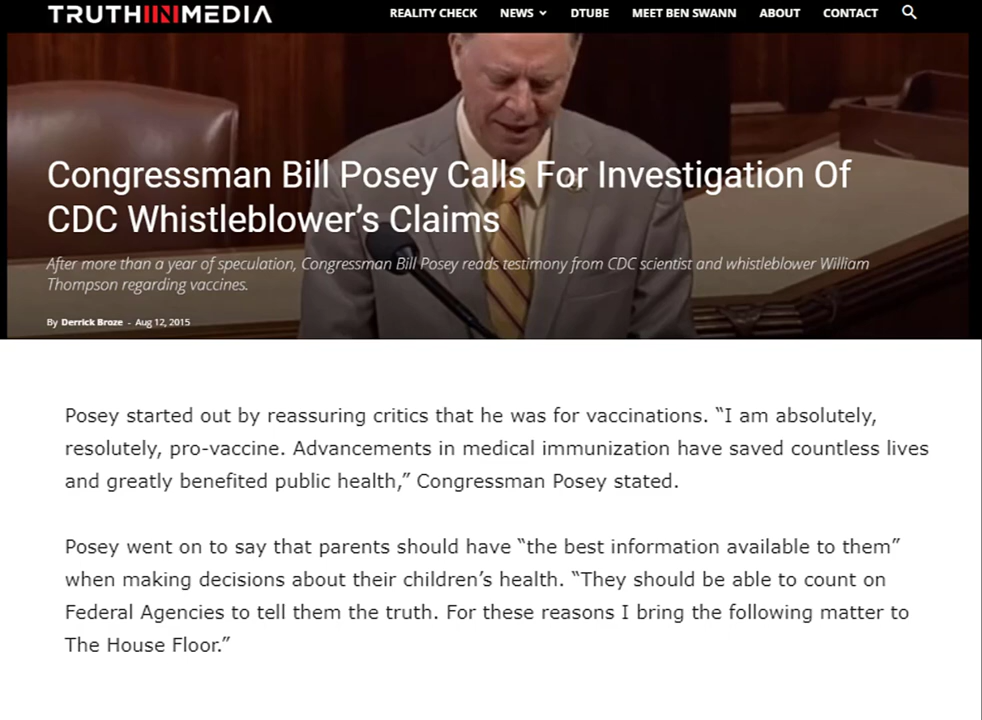 TRUTHINMEDIA
REALITY CHECK NEWS DTUBE MEET BEN SWANN ABOUT CONTACT
Congressman Bill Posey Calls For Investigation Of
CDC Whistleblower’s Claims
After more than a year of speculation, Congressman Bill Posey reads testimony from CDC scientist and whistleblower William
Thompson regarding vaccines.
By Derrick Broze - Aug 12, 2015
Posey started out by reassuring critics that he was for vaccinations. “I am absolutely,
resolutely, pro-vaccine. Advancements in medical immunization have saved countless lives
and greatly benefited public health,” Congressman Posey stated.
Posey went on to say that parents should have “the best information available to them”
when making decisions about their children’s health. “They should be able to count on
Federal Agencies to tell them the truth. For these reasons I bring the following matter to
The House Floor.”